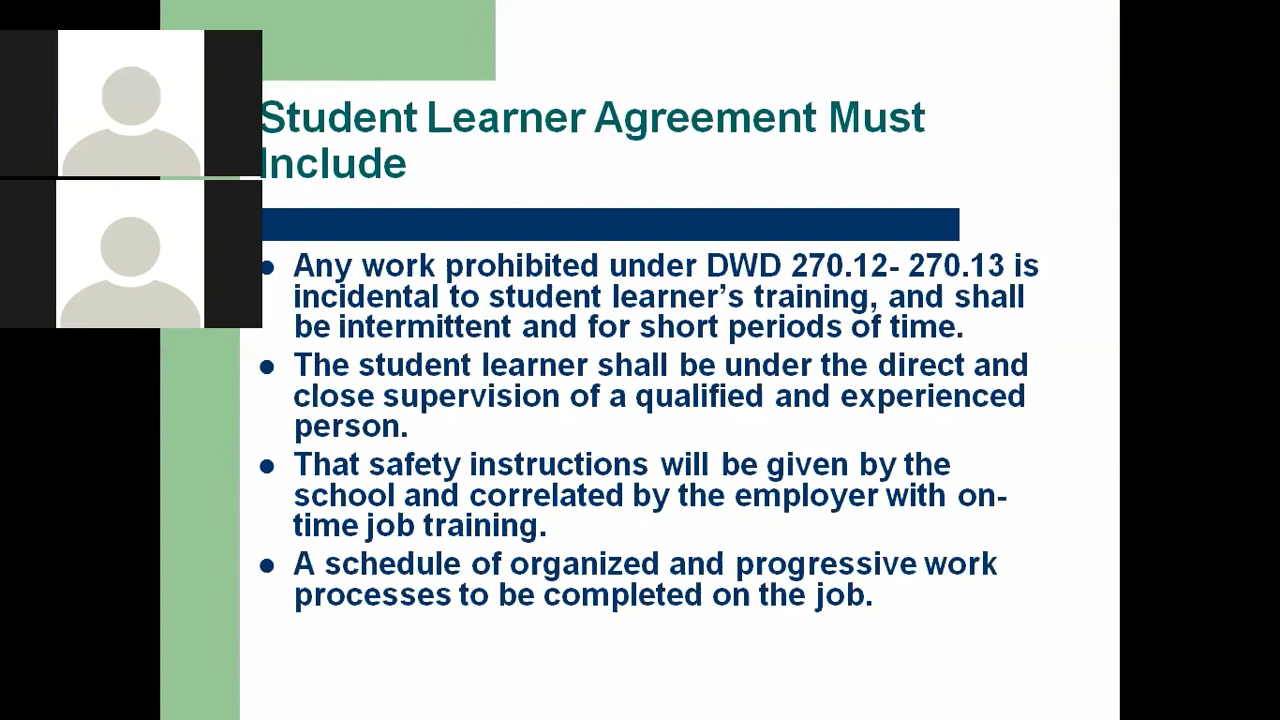 Student Learner Agreement Must
Include
• Any work prohibited under DWD 270.12- 270.13 is
incidental to student learner’s training, and shall
be intermittent and for short periods of time.
• The student learner shall be under the direct and
close supervision of a qualified and experienced
person.
• That safety instructions will be given by the
school and correlated by the employer with on-
time job training.
• A schedule of organized and progressive work
processes to be completed on the job.